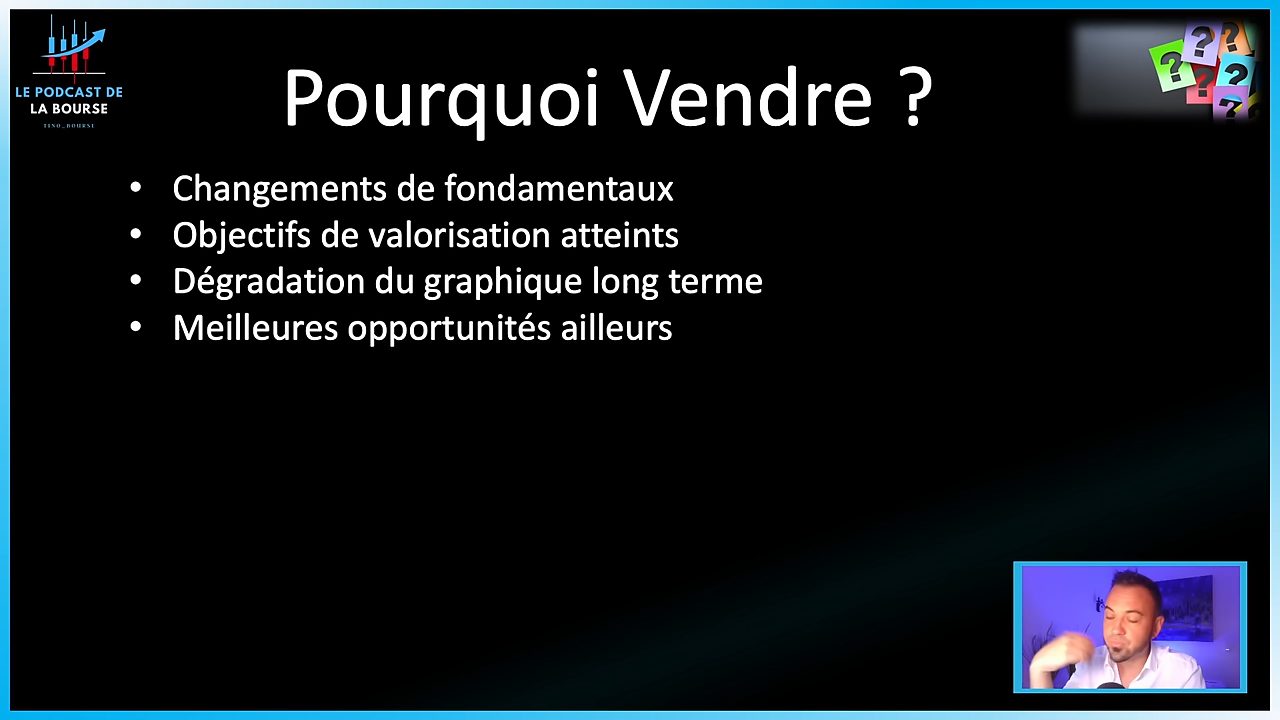 LE PODCAST DE
LA BOURSE
TINO_BOURSE
Pourquoi Vendre ?
• Changements de fondamentaux
• Objectifs de valorisation atteints
• Dégradation du graphique long terme
• Meilleures opportunités ailleurs
? ? ? ? ?